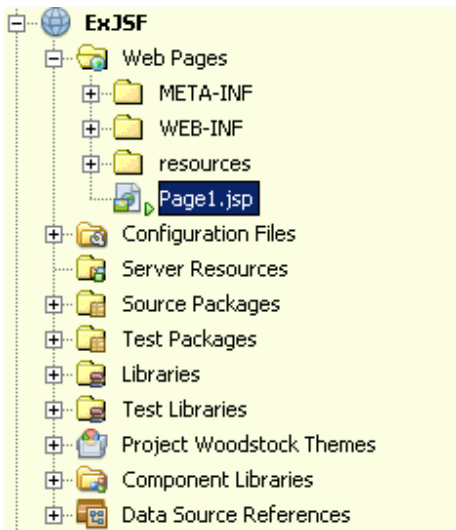 ExJSF
Web Pages
META-INF
WEB-INF
resources
Page1.jsp
Configuration Files
Server Resources
Source Packages
Test Packages
Libraries
Test Libraries
Project Woodstock Themes
Component Libraries
Data Source References